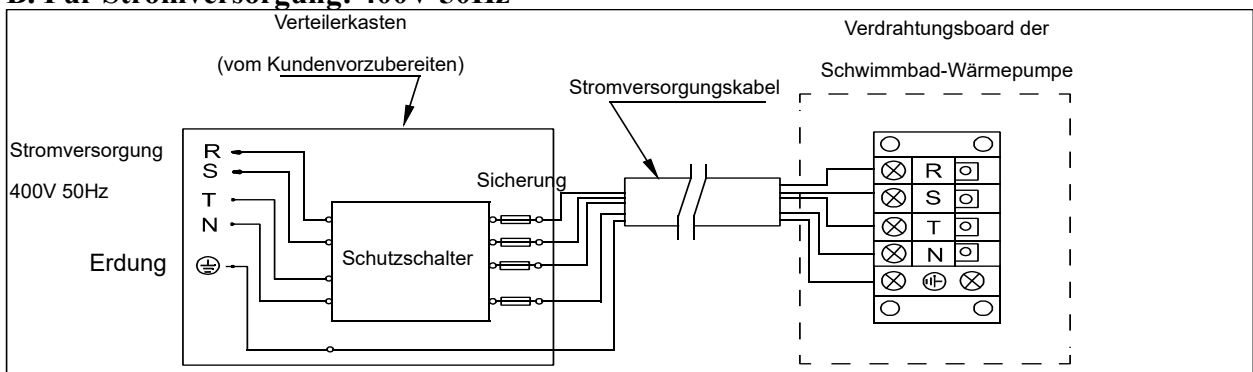 B. Für Stromversorgung: 400V 50Hz
Verteilerkasten
(vom Kundenvorzubereiten)
Stromversorgungskabel
Verdrahtungsboard der
Schwimmbad-Wärmepumpe
Stromversorgung
400V 50Hz
Erdung
R
S
T
N
Schutzschalter
Sicherung
R
S
T
N